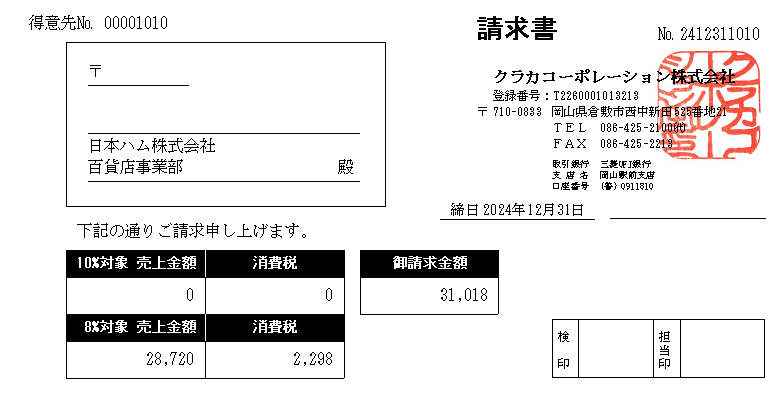 得意先No. 00001010
請求書
No. 2412311010
〒
日本ハム株式会社
百貨店事業部 殿
クラカコーポレーション株式会社
登録番号：T2260001013213
〒 710-0833 岡山県倉敷市西中新田525番地21
ＴＥＬ 086-425-2100㈹
ＦＡＸ 086-425-2213
取引銀行 三菱UFJ銀行
支店名 岡山駅前支店
口座番号 (普) 0911810
締日 2024年12月31日
下記の通りご請求申し上げます。
10%対象 売上金額 消費税 御請求金額
0 0 31,018
8%対象 売上金額 消費税
28,720 2,298
検印 担当印